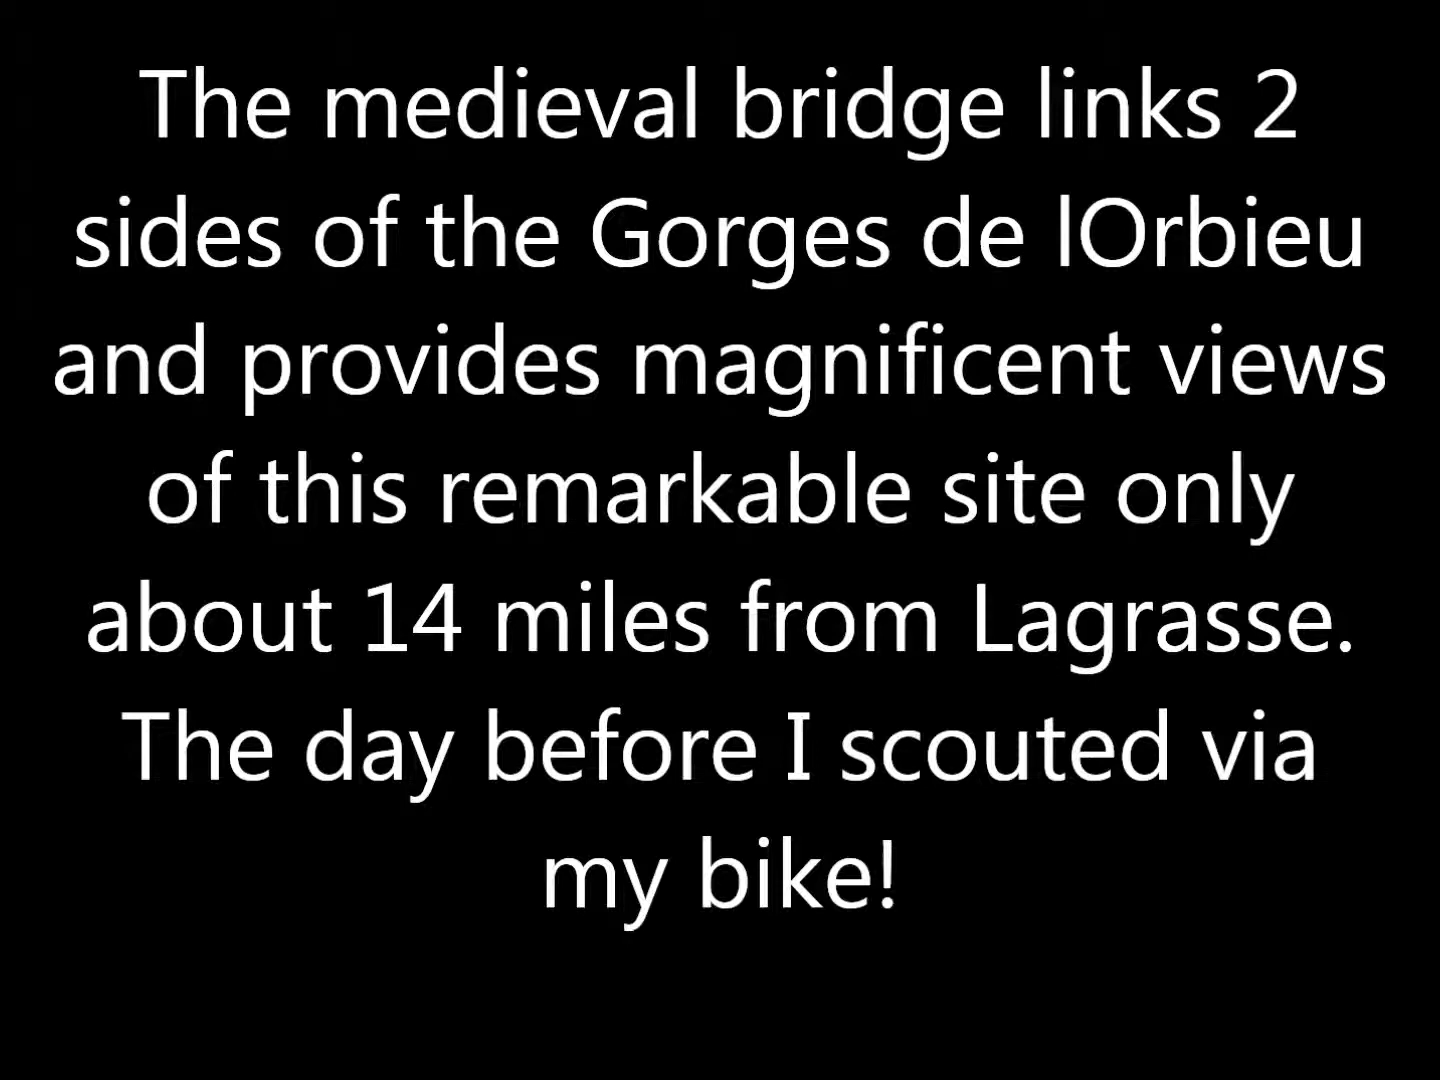 The medieval bridge links 2
sides of the Gorges de lOrbieu
and provides magnificent views
of this remarkable site only
about 14 miles from Lagrasse.
The day before I scouted via
my bike!